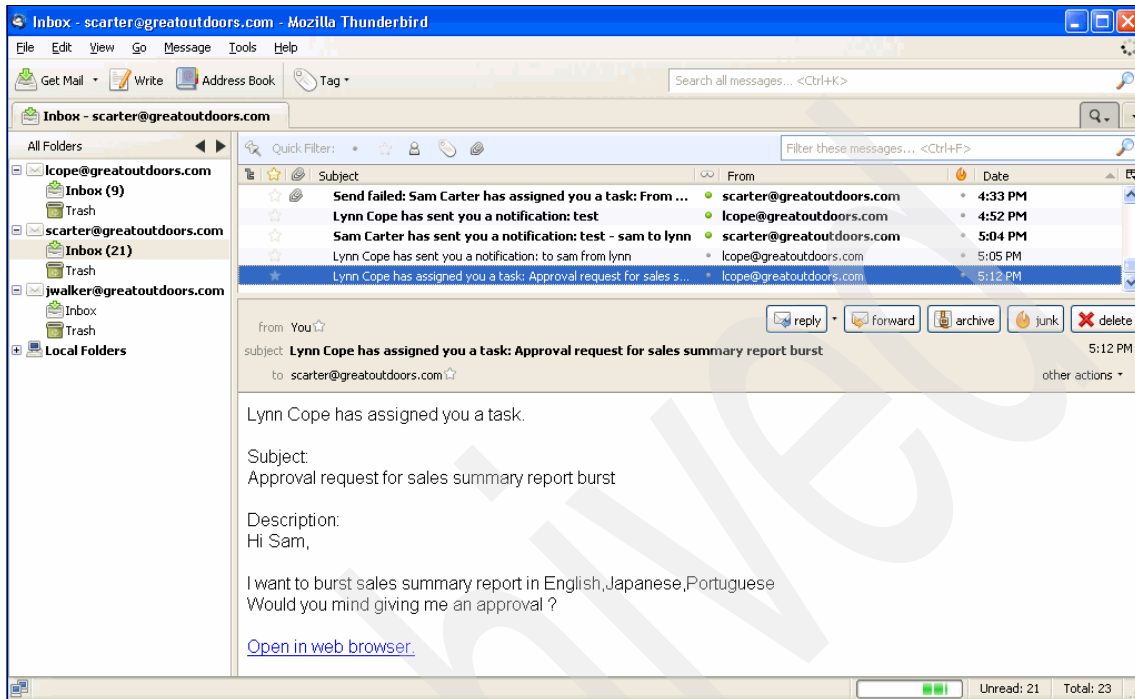 Inbox - scarter@greatoutdoors.com - Mozilla Thunderbird
File Edit View Go Message Tools Help
Get Mail Write Address Book Tag Search all messages... <Ctrl+K>
Inbox - scarter@greatoutdoors.com
All Folders
Quick Filter: Filter these messages... <Ctrl+F>
lcope@greatoutdoors.com
Inbox (9)
Trash
scarter@greatoutdoors.com
Inbox (21)
Trash
jwalker@greatoutdoors.com
Inbox
Trash
Local Folders
Subject From Date
Send failed: Sam Carter has assigned you a task: From ... scarter@greatoutdoors.com 4:33 PM
Lynn Cope has sent you a notification: test lcope@greatoutdoors.com 4:52 PM
Sam Carter has sent you a notification: test - sam to lynn scarter@greatoutdoors.com 5:04 PM
Lynn Cope has sent you a notification: to sam from lynn lcope@greatoutdoors.com 5:05 PM
Lynn Cope has assigned you a task: Approval request for sales s... lcope@greatoutdoors.com 5:12 PM
reply forward archive junk delete
from You
subject Lynn Cope has assigned you a task: Approval request for sales summary report burst 5:12 PM
to scarter@greatoutdoors.com other actions
Lynn Cope has assigned you a task.
Subject:
Approval request for sales summary report burst
Description:
Hi Sam,
I want to burst sales summary report in English,Japanese,Portuguese
Would you mind giving me an approval ?
Open in web browser.
Unread: 21 Total: 23